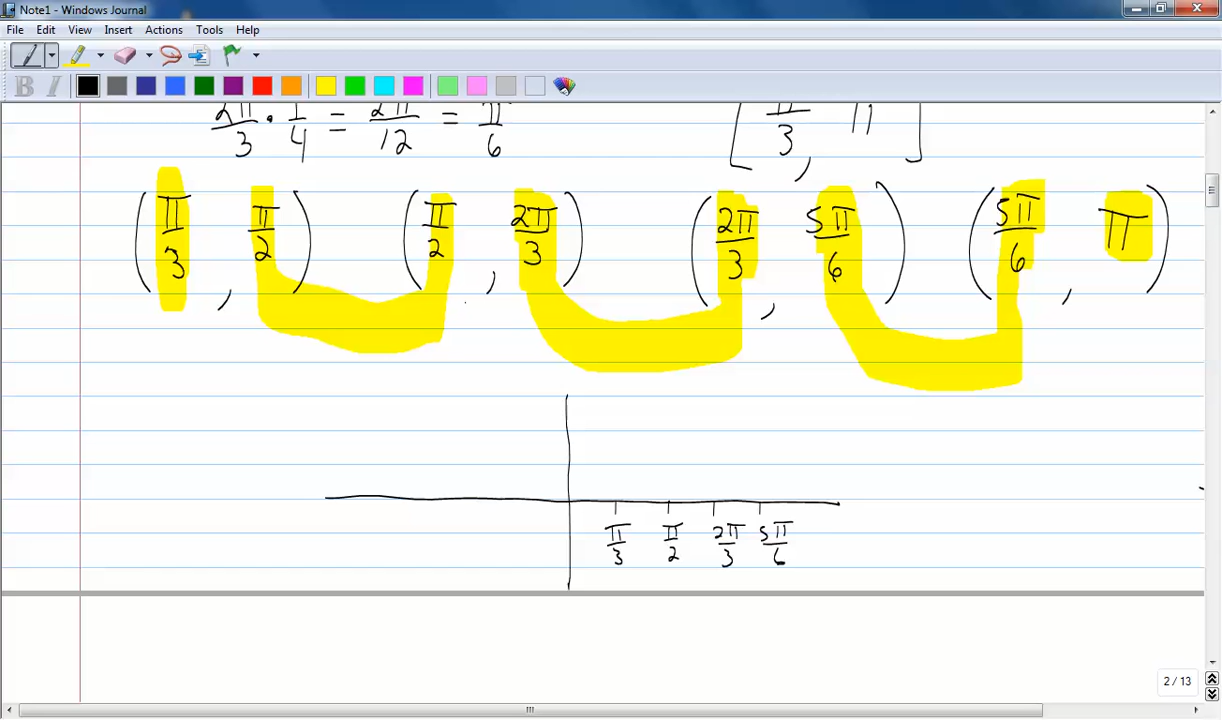 Note1 - Windows Journal
File Edit View Insert Actions Tools Help
B I
2π/3 · 1/4 = 2π/12 = π/6 [π/3, π]
(π/3, π/2) (π/2, 2π/3) (2π/3, 5π/6) (5π/6, π)
π/3 π/2 2π/3 5π/6
2 / 13